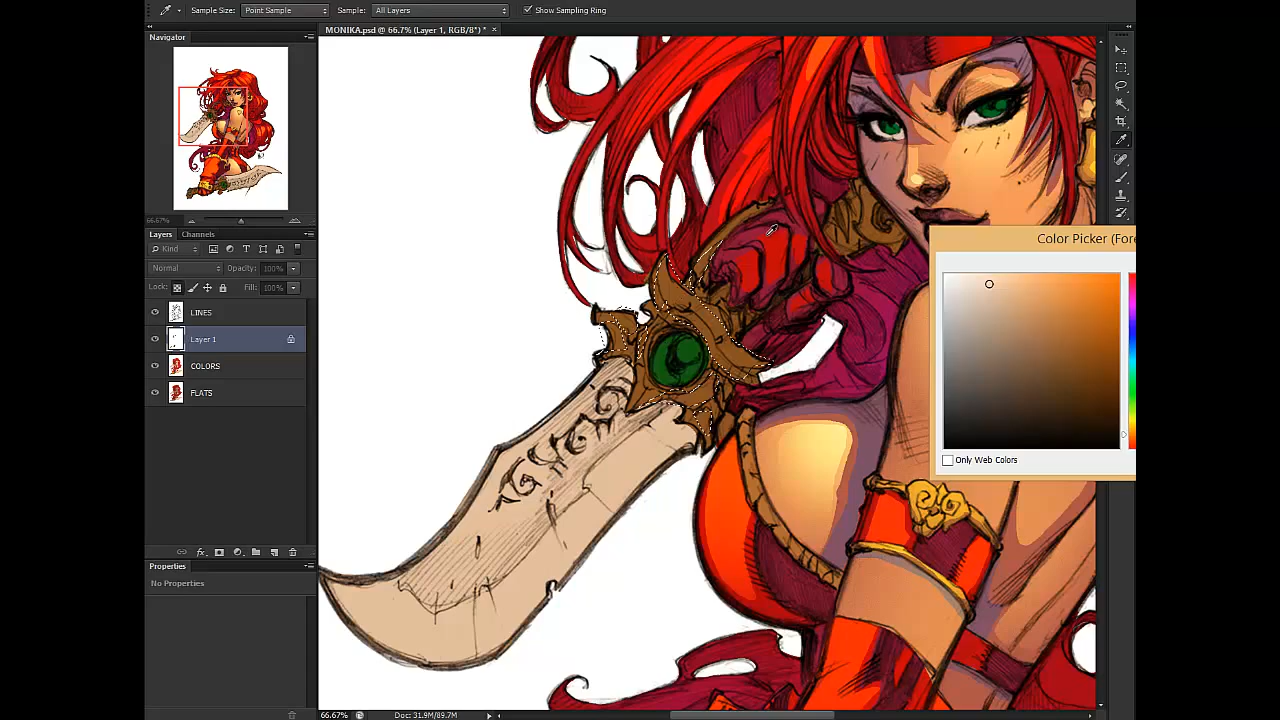 Sample Size: Point Sample Sample: All Layers Show Sampling Ring
MONIKA.psd @ 66.7% (Layer 1, RGB/8*) * ×
Navigator
66.67%
Layers Channels
Kind
Normal Opacity: 100%
Lock: Fill: 100%
LINES
Layer 1
COLORS
FLATS
Properties
No Properties
Color Picker (Fore
Only Web Colors
66.67% Doc: 31.9M/89.7M